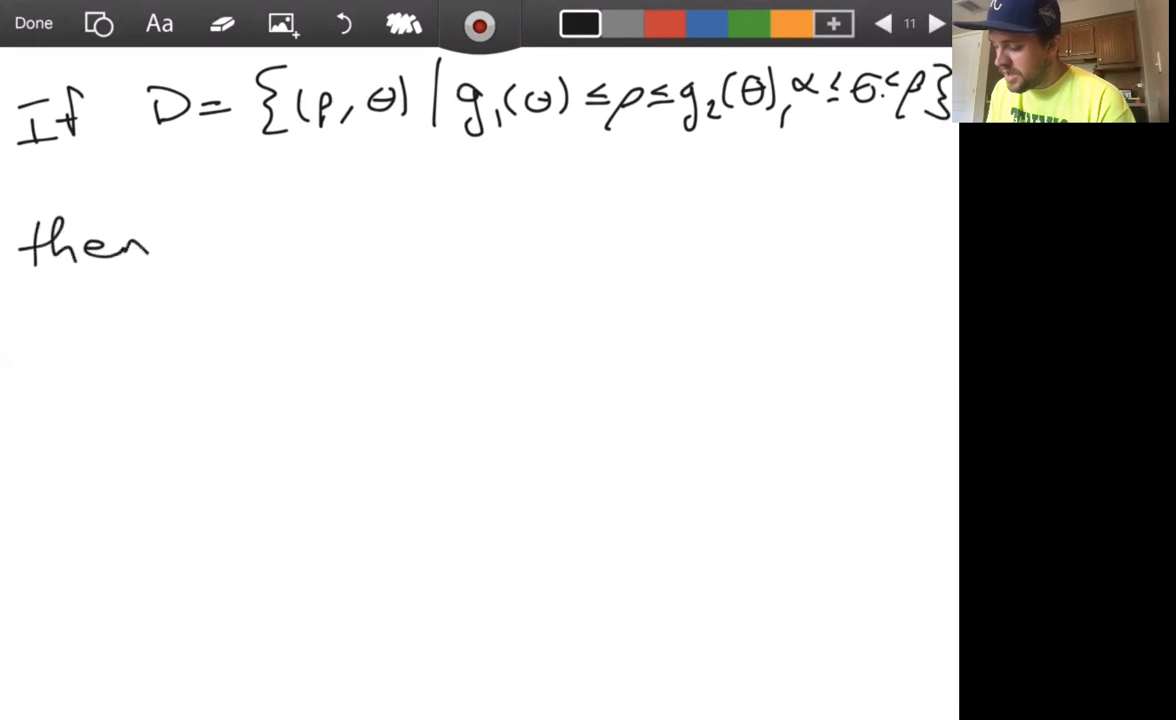 Done Aa 11
If D = {(ρ, θ) | g₁(θ) ≤ ρ ≤ g₂(θ), α ≤ θ ≤ β}
then